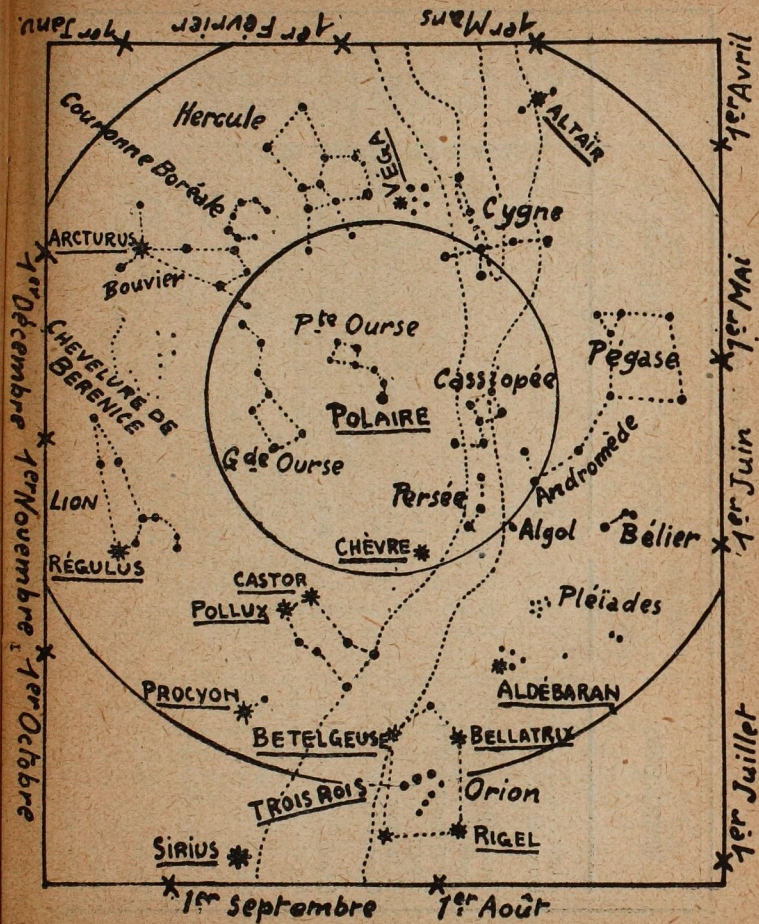 1er Janv.
1er Février
1er Mars
1er Avril
Hercule
Couronne Boréale
VÉGA
ALTAÏR
Cygne
ARCTURUS
Bouvier
1er Mai
Pte Ourse
Pégase
CHEVELURE DE
BERENICE
Cassiopée
POLAIRE
Gde Ourse
Andromède
1er Décembre
1er Juin
Persée
LION
Algol
Bélier
CHÈVRE
RÉGULUS
1er Novembre
CASTOR
POLLUX
Pléïades
PROCYON
ALDÉBARAN
1er Octobre
BETELGEUSE
BELLATRIX
1er Juillet
TROIS ROIS
Orion
RIGEL
SIRIUS
1er Septembre
1er Août